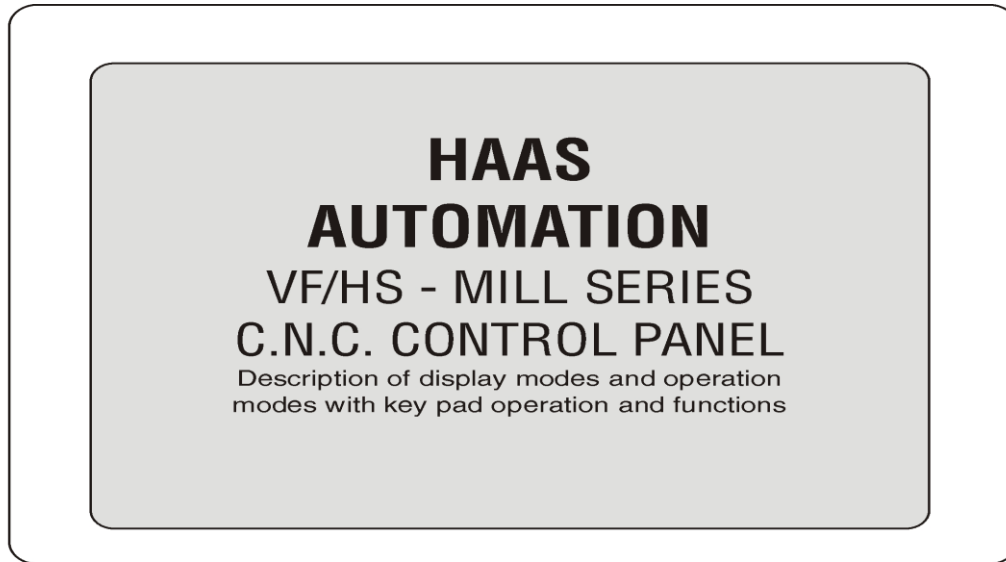 HAAS
AUTOMATION
VF/HS - MILL SERIES
C.N.C. CONTROL PANEL
Description of display modes and operation
modes with key pad operation and functions